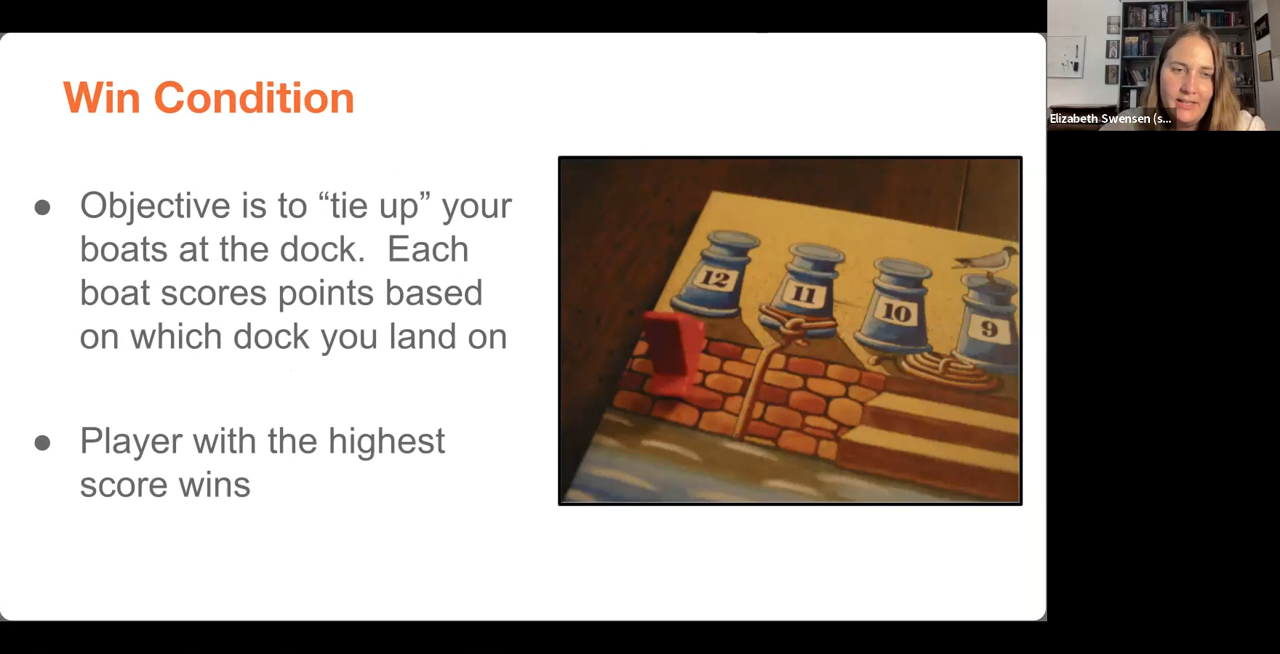 Win Condition
● Objective is to “tie up” your
boats at the dock.  Each
boat scores points based
on which dock you land on
● Player with the highest
score wins
12
11
10
9
Elizabeth Swensen (s...